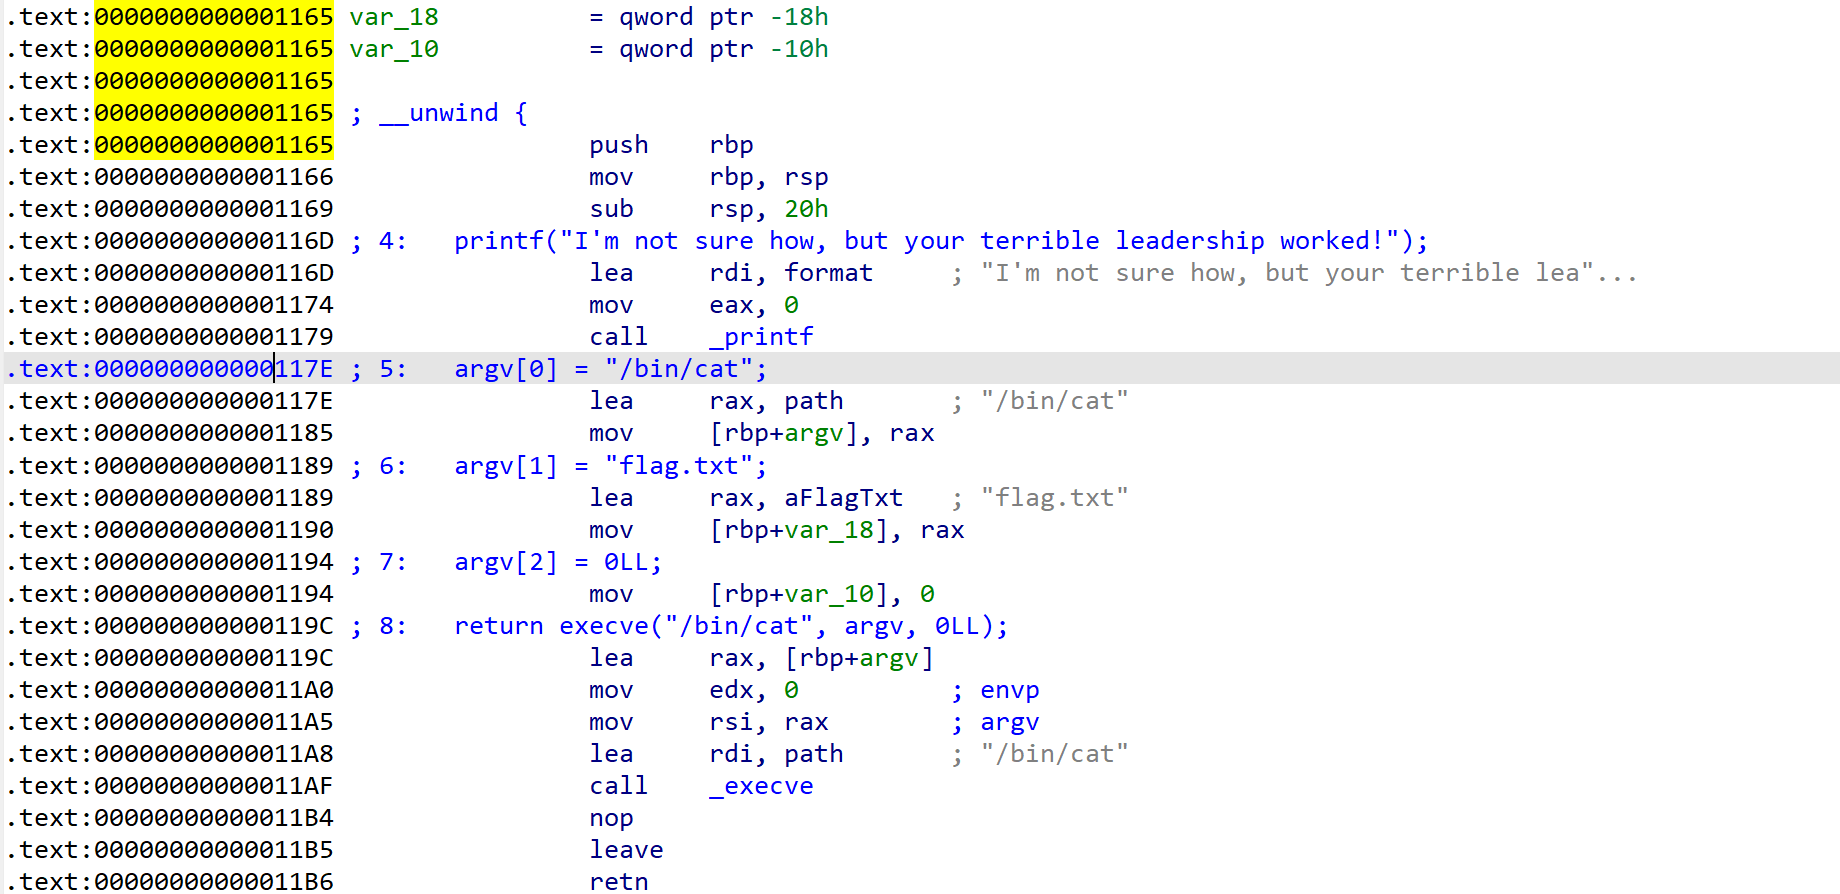 .text:0000000000001165 var_18          = qword ptr -18h
.text:0000000000001165 var_10          = qword ptr -10h
.text:0000000000001165
.text:0000000000001165 ; __unwind {
.text:0000000000001165                 push    rbp
.text:0000000000001166                 mov     rbp, rsp
.text:0000000000001169                 sub     rsp, 20h
.text:000000000000116D ; 4:   printf("I'm not sure how, but your terrible leadership worked!");
.text:000000000000116D                 lea     rdi, format     ; "I'm not sure how, but your terrible lea"...
.text:0000000000001174                 mov     eax, 0
.text:0000000000001179                 call    _printf
.text:000000000000117E ; 5:   argv[0] = "/bin/cat";
.text:000000000000117E                 lea     rax, path       ; "/bin/cat"
.text:0000000000001185                 mov     [rbp+argv], rax
.text:0000000000001189 ; 6:   argv[1] = "flag.txt";
.text:0000000000001189                 lea     rax, aFlagTxt   ; "flag.txt"
.text:0000000000001190                 mov     [rbp+var_18], rax
.text:0000000000001194 ; 7:   argv[2] = 0LL;
.text:0000000000001194                 mov     [rbp+var_10], 0
.text:000000000000119C ; 8:   return execve("/bin/cat", argv, 0LL);
.text:000000000000119C                 lea     rax, [rbp+argv]
.text:00000000000011A0                 mov     edx, 0          ; envp
.text:00000000000011A5                 mov     rsi, rax        ; argv
.text:00000000000011A8                 lea     rdi, path       ; "/bin/cat"
.text:00000000000011AF                 call    _execve
.text:00000000000011B4                 nop
.text:00000000000011B5                 leave
.text:00000000000011B6                 retn